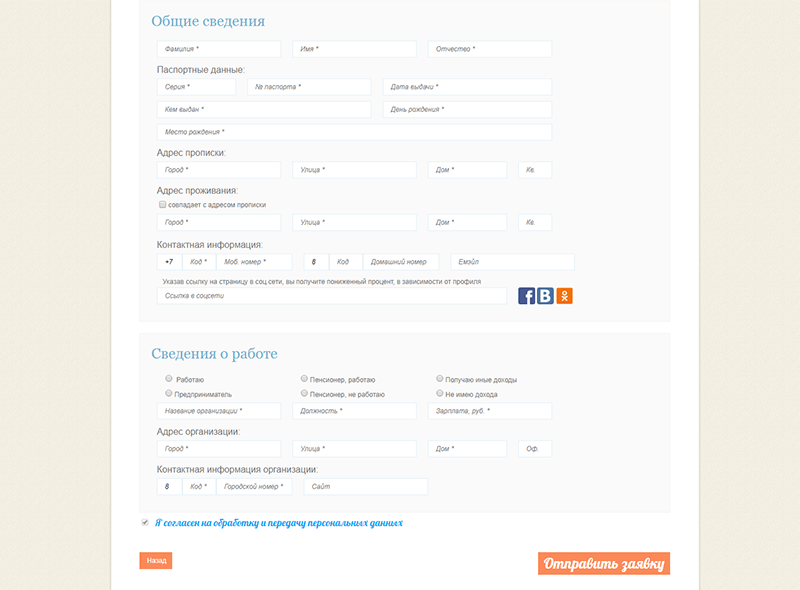 Общие сведения
Фамилия * Имя * Отчество *
Паспортные данные:
Серия * № паспорта * Дата выдачи *
Кем выдан * День рождения *
Место рождения *
Адрес прописки:
Город * Улица * Дом * Кв.
Адрес проживания:
совпадает с адресом прописки
Город * Улица * Дом * Кв.
Контактная информация:
+7 Код * Моб. номер * 8 Код Домашний номер Емэйл
Указав ссылку на страницу в соц сети, вы получите пониженный процент, в зависимости от профиля
Ссылка в соцсети
Сведения о работе
Работаю Пенсионер, работаю Получаю иные доходы
Предприниматель Пенсионер, не работаю Не имею дохода
Название организации * Должность * Зарплата, руб. *
Адрес организации:
Город * Улица * Дом * Оф.
Контактная информация организации:
8 Код * Городской номер * Сайт
Я согласен на обработку и передачу персональных данных
Назад Отправить заявку